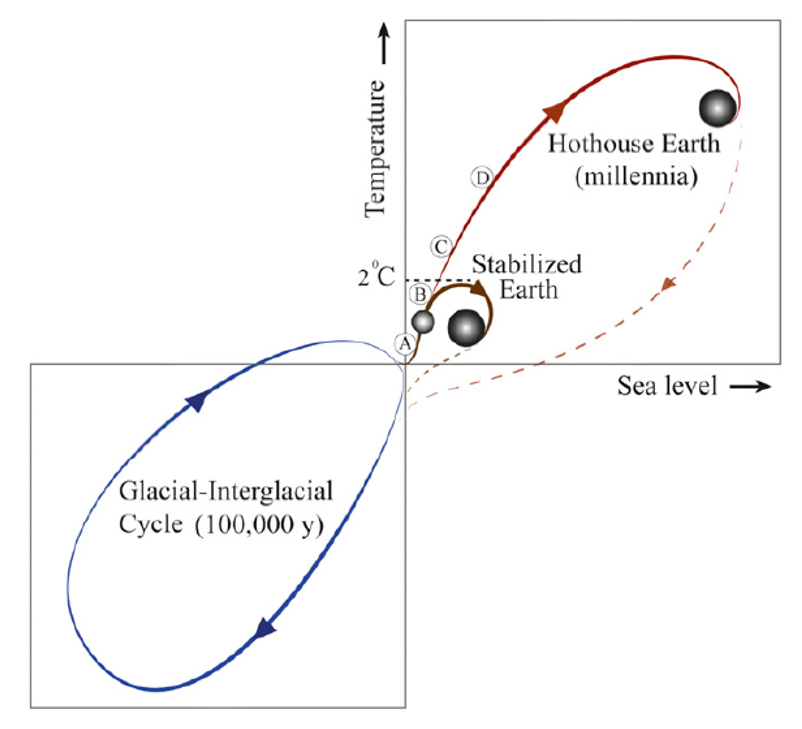 Temperature →
Hothouse Earth
(millennia)
D
C
2°C
Stabilized
Earth
B
A
Sea level →
Glacial-Interglacial
Cycle (100,000 y)